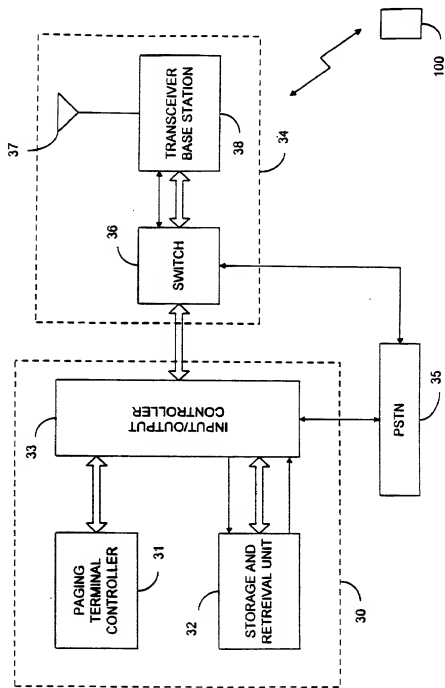 37
TRANSCEIVER
BASE STATION
38
34
100
36
SWITCH
33
INPUT/OUTPUT
CONTROLLER
PSTN
35
PAGING
TERMINAL
CONTROLLER
31
32
STORAGE AND
RETREIVAL UNIT
30